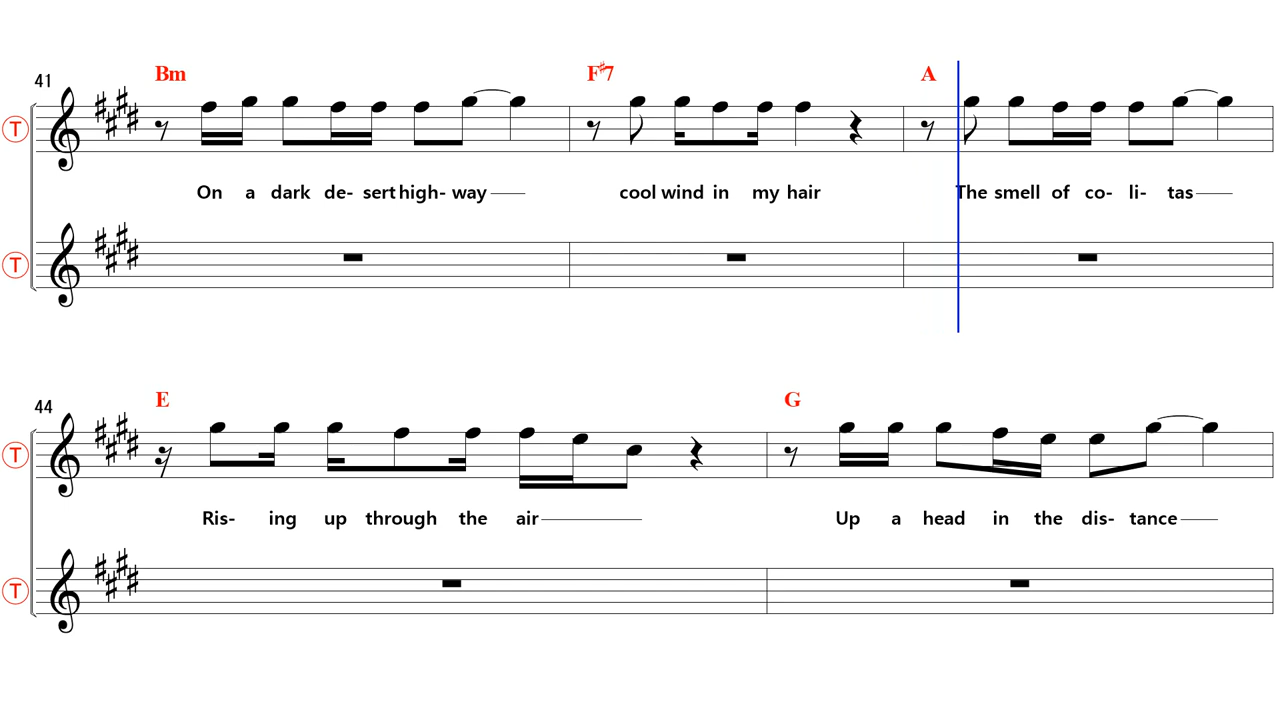 41
Bm F#7 A
T
On a dark de- sert high- way cool wind in my hair The smell of co- li- tas
T
44
E G
T
Ris- ing up through the air Up a head in the dis- tance
T